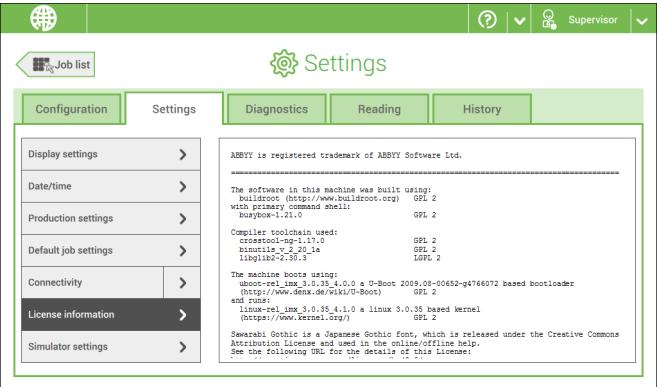 Supervisor
Job list
Settings
Configuration
Settings
Diagnostics
Reading
History
Display settings
Date/time
Production settings
Default job settings
Connectivity
License information
Simulator settings
ABBYY is registered trademark of ABBYY Software Ltd.
The software in this machine was built using:
buildroot (http://www.buildroot.org) GPL 2
with primary command shell:
busybox-1.21.0 GPL 2
Compiler toolchain used:
crosstool-ng-1.17.0 GPL 2
binutils_v_2_20_1a GPL 2
libglib2-2.30.3 LGPL 2
The machine boots using:
uboot-rel_imx_3.0.35_4.0.0 a U-Boot 2009.08-00652-g4766072 based bootloader
(http://www.denx.de/wiki/U-Boot) GPL 2
and runs:
linux-rel_imx_3.0.35_4.1.0 a linux 3.0.35 based kernel
(https://www.kernel.org/) GPL 2
Sawarabi Gothic is a Japanese Gothic font, which is released under the Creative Commons
Attribution License and used in the online/offline help.
See the following URL for the details of this License: